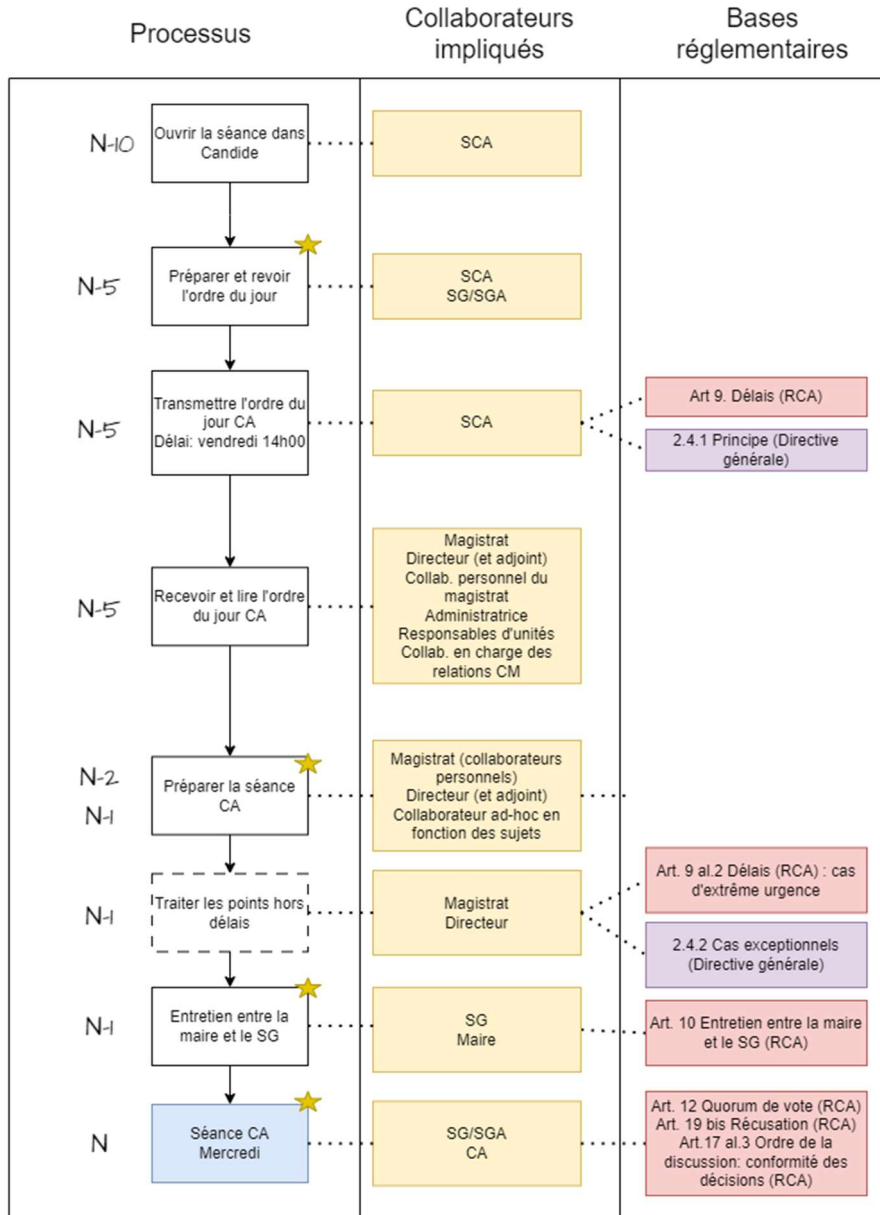 Processus
Collaborateurs
impliqués
Bases
réglementaires
N-10
Ouvrir la séance dans
Candide
SCA
N-5
Préparer et revoir
l'ordre du jour
SCA
SG/SGA
N-5
Transmettre l'ordre du
jour CA
Délai: vendredi 14h00
SCA
Art 9. Délais (RCA)
2.4.1 Principe (Directive
générale)
N-5
Recevoir et lire l'ordre
du jour CA
Magistrat
Directeur (et adjoint)
Collab. personnel du
magistrat
Administratrice
Responsables d'unités
Collab. en charge des
relations CM
N-2
N-1
Préparer la séance
CA
Magistrat (collaborateurs
personnels)
Directeur (et adjoint)
Collaborateur ad-hoc en
fonction des sujets
N-1
Traiter les points hors
délais
Magistrat
Directeur
Art. 9 al.2 Délais (RCA) : cas
d'extrême urgence
2.4.2 Cas exceptionnels
(Directive générale)
N-1
Entretien entre la
maire et le SG
SG
Maire
Art. 10 Entretien entre la maire
et le SG (RCA)
N
Séance CA
Mercredi
SG/SGA
CA
Art. 12 Quorum de vote (RCA)
Art. 19 bis Récusation (RCA)
Art.17 al.3 Ordre de la
discussion: conformité des
décisions (RCA)